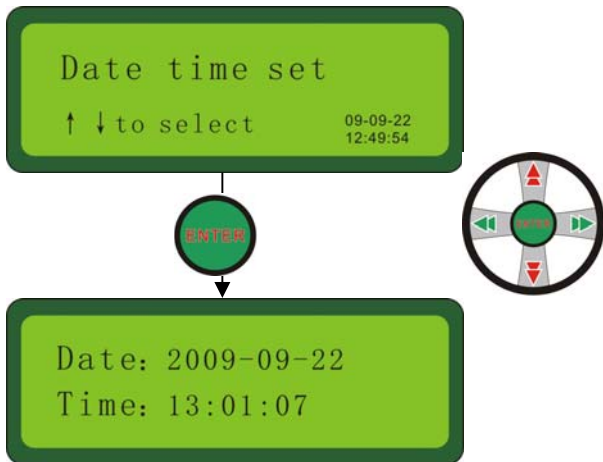 Date time set
↑ ↓to select
09-09-22
12:49:54
ENTER
ENTER
Date: 2009-09-22
Time: 13:01:07